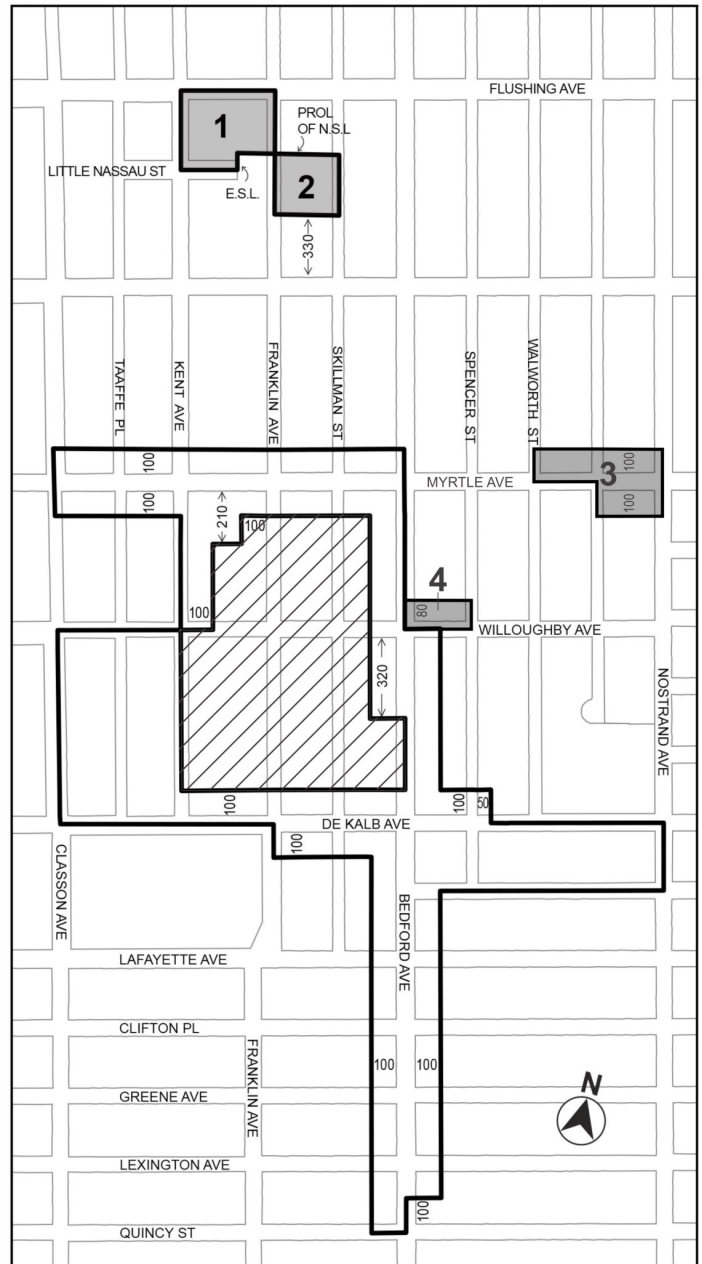 FLUSHING AVE
1
PROL
OF N.S.L
LITTLE NASSAU ST
E.S.L.
2
330
TAAFFE PL
KENT AVE
FRANKLIN AVE
SKILLMAN ST
SPENCER ST
WALWORTH ST
100
100
3
100
MYRTLE AVE
100
210
100
4
80
100
WILLOUGHBY AVE
320
NOSTRAND AVE
100
100
50
DE KALB AVE
100
CLASSON AVE
BEDFORD AVE
LAFAYETTE AVE
CLIFTON PL
FRANKLIN AVE
100
100
N
GREENE AVE
LEXINGTON AVE
100
QUINCY ST